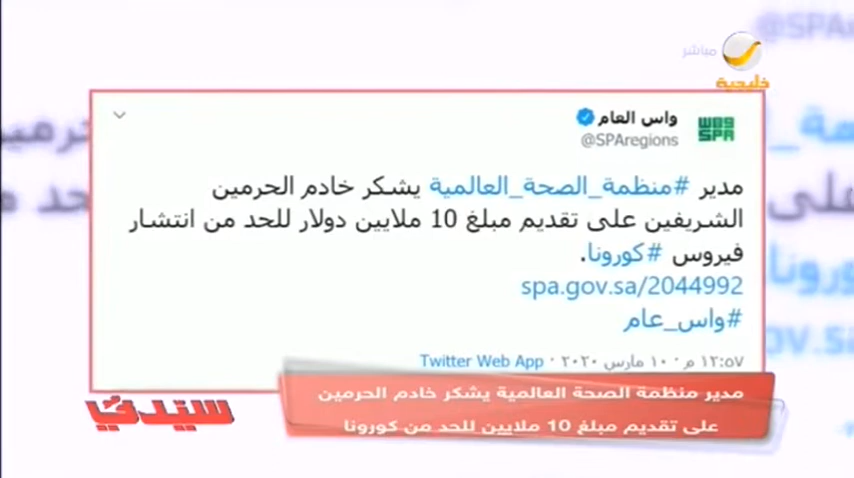 مباشر
خليجية
@SPA
واس العام
@SPAregions
مدير #منظمة_الصحة_العالمية يشكر خادم الحرمين
الشريفين على تقديم مبلغ 10 ملايين دولار للحد من انتشار
فيروس #كورونا.
spa.gov.sa/2044992
#واس_عام
١٢:٥٧ م · ١٠ مارس ٢٠٢٠ · Twitter Web App
مدير منظمة الصحة العالمية يشكر خادم الحرمين
على تقديم مبلغ 10 ملايين للحد من كورونا
سيدتي